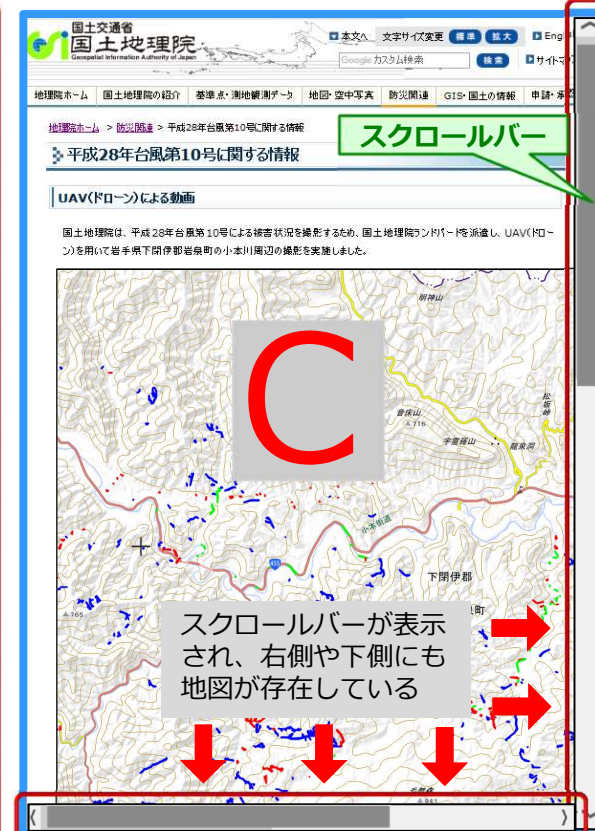 国土交通省
国土地理院
Geospatial Information Authority of Japan
本文へ 文字サイズ変更 標準 拡大 Engl
Google カスタム検索 検索 サイトマ
地理院ホーム 国土地理院の紹介 基準点・測地観測データ 地図・空中写真 防災関連 GIS・国土の情報 申請・承
地理院ホーム > 防災関連 > 平成28年台風第10号に関する情報
スクロールバー
平成28年台風第10号に関する情報
UAV(ドローン)による動画
国土地理院は、平成28年台風第10号による被害状況を撮影するため、国土地理院ランドバードを派遣し、UAV(ドロー
ン)を用いて岩手県下閉伊郡岩泉町の小本川周辺の撮影を実施しました。
明神山
C
松坂峠
音床山
716
宇霊羅山
龍泉洞
小本街道
455
下閉伊郡
町
765
スクロールバーが表示
され、右側や下側にも
地図が存在している
941